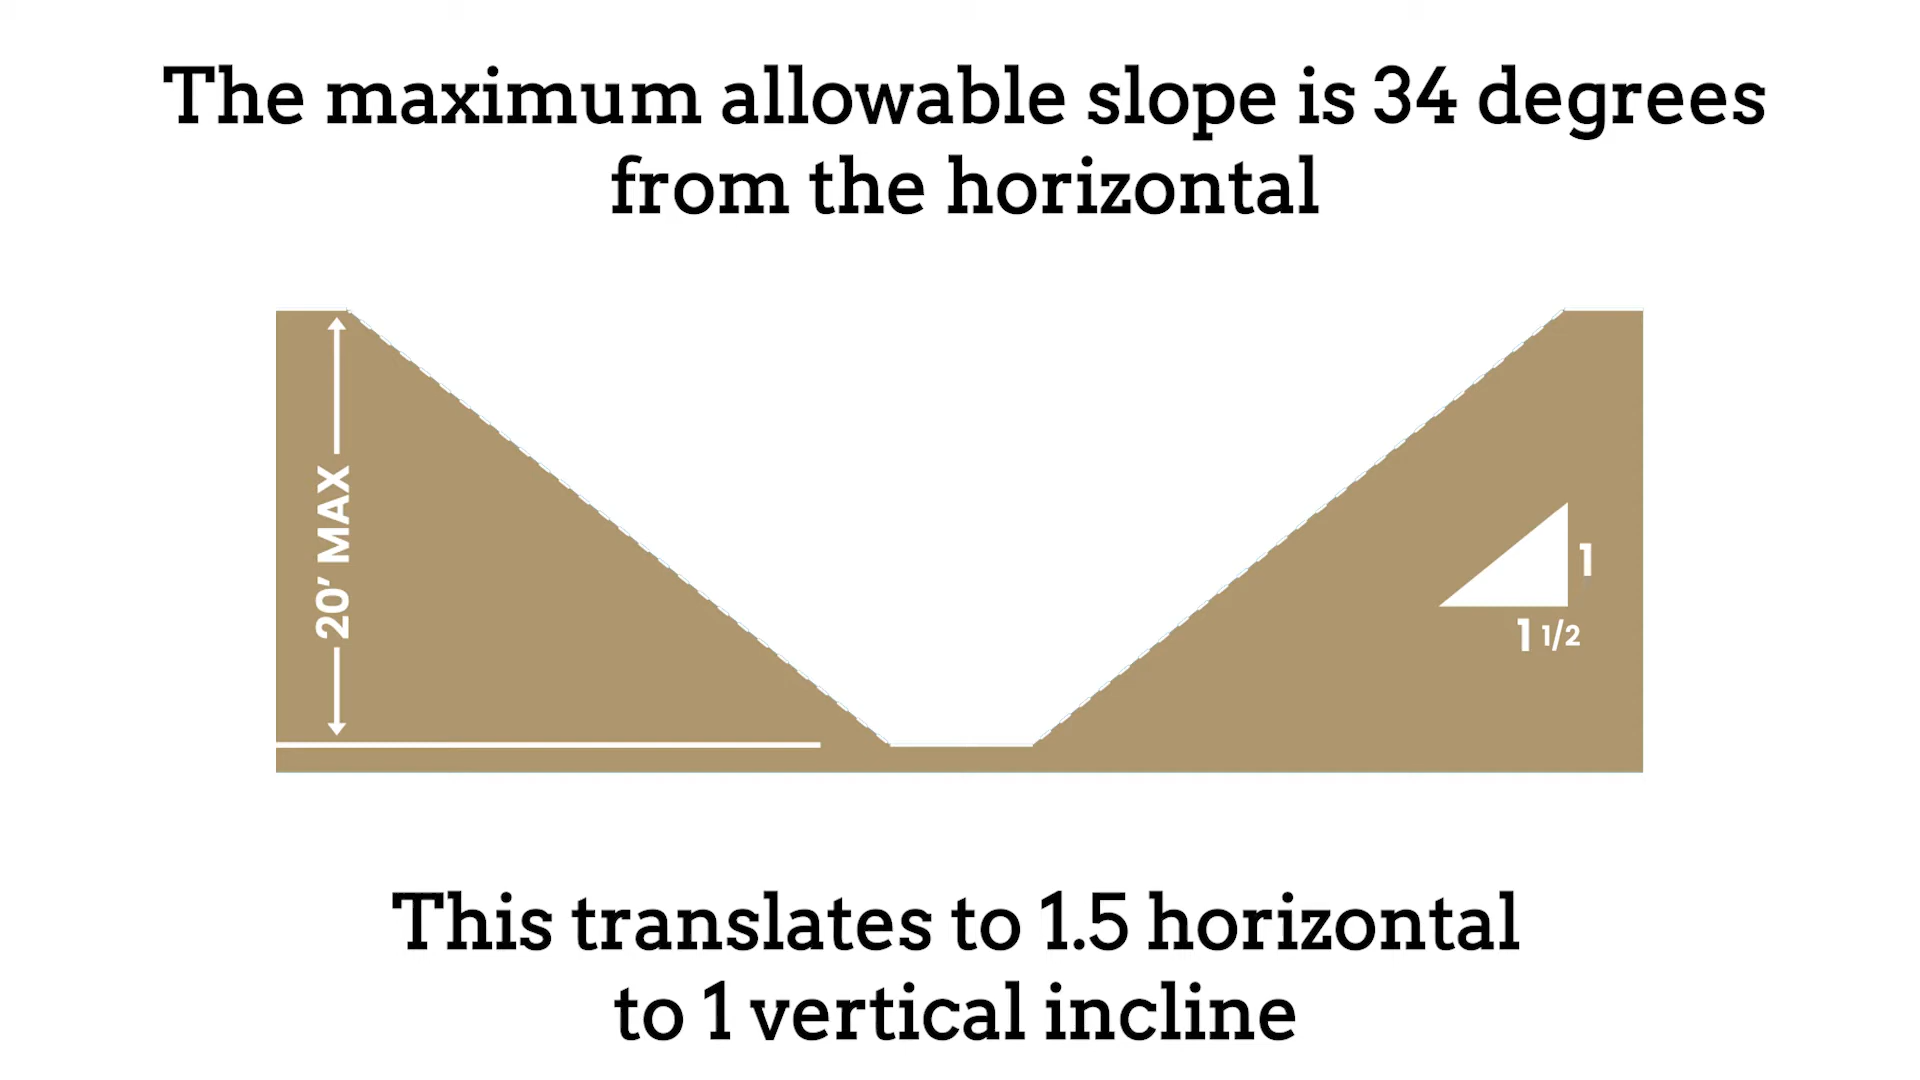 The maximum allowable slope is 34 degrees
from the horizontal
20' MAX
1
1 1/2
This translates to 1.5 horizontal
to 1 vertical incline